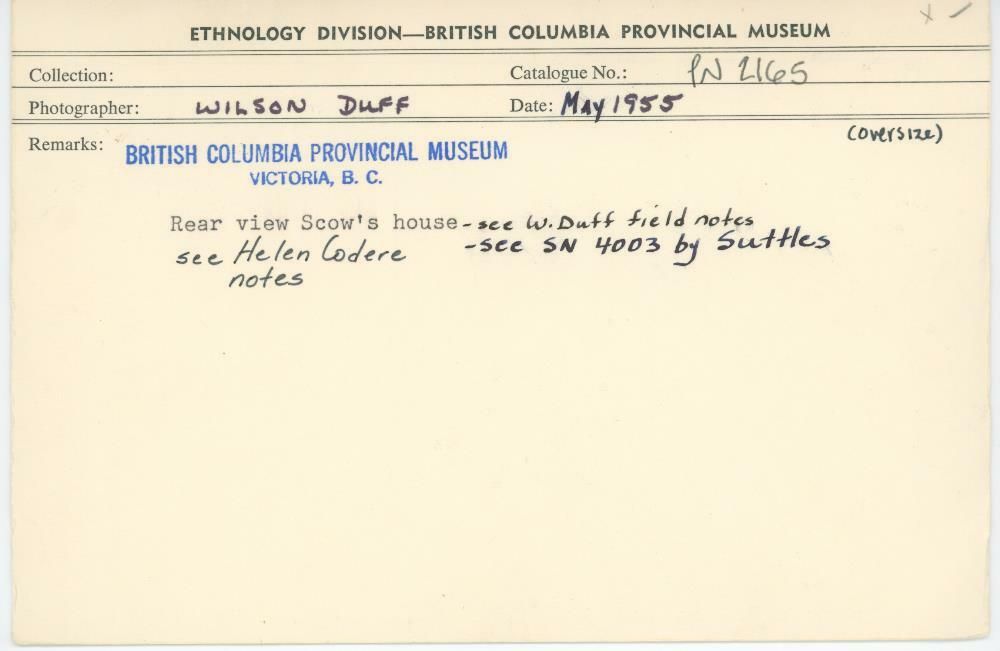 ETHNOLOGY DIVISION—BRITISH COLUMBIA PROVINCIAL MUSEUM
Collection: Catalogue No.: PN 2165
Photographer: WILSON DUFF Date: May 1955
Remarks: (oversize)
BRITISH COLUMBIA PROVINCIAL MUSEUM
VICTORIA, B. C.
Rear view Scow's house - see W. Duff field notes
see Helen Codere - see SN 4003 by Suttles
notes